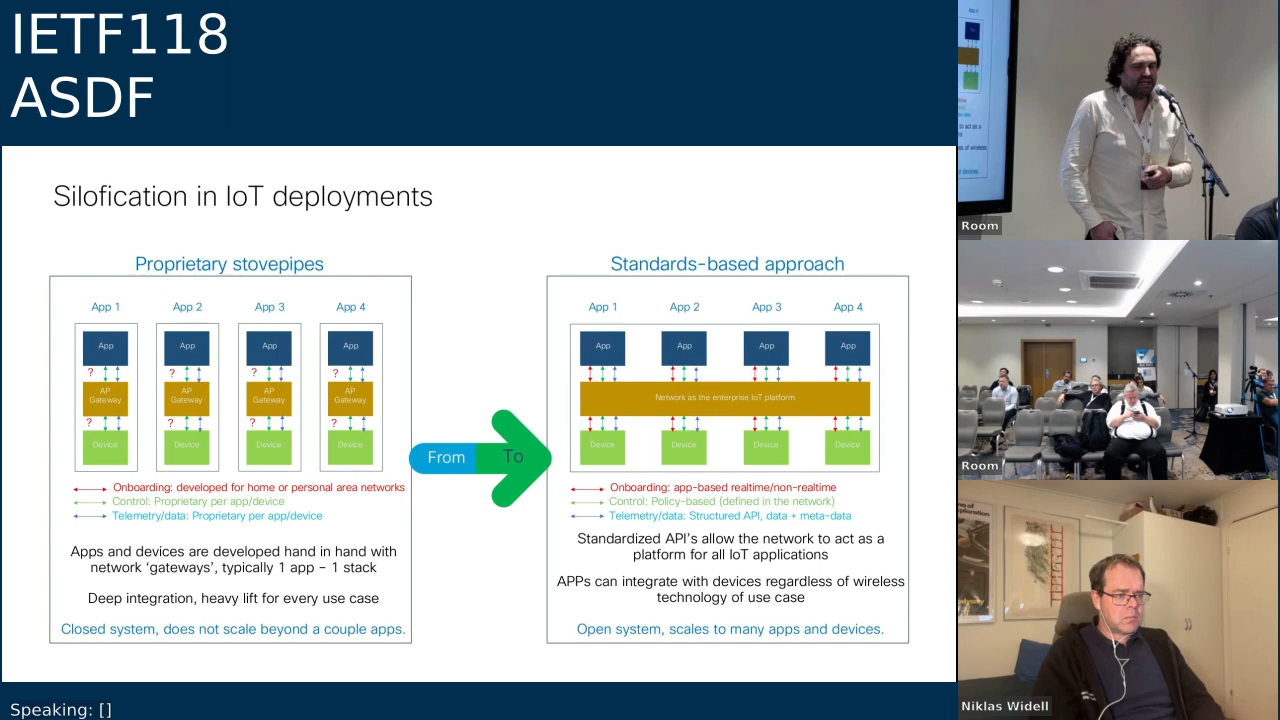 IETF118
ASDF
Silofication in IoT deployments
Proprietary stovepipes
App 1 App 2 App 3 App 4
App App App App
? ? ? ?
AP Gateway AP Gateway AP Gateway AP Gateway
? ? ? ?
Device Device Device Device
Onboarding: developed for home or personal area networks
Control: Proprietary per app/device
Telemetry/data: Proprietary per app/device
Apps and devices are developed hand in hand with
network ‘gateways’, typically 1 app – 1 stack
Deep integration, heavy lift for every use case
Closed system, does not scale beyond a couple apps.
From To
Standards-based approach
App 1 App 2 App 3 App 4
App App App App
Network as the enterprise IoT platform
Device Device Device Device
Onboarding: app-based realtime/non-realtime
Control: Policy-based (defined in the network)
Telemetry/data: Structured API, data + meta-data
Standardized API’s allow the network to act as a
platform for all IoT applications
APPs can integrate with devices regardless of wireless
technology of use case
Open system, scales to many apps and devices.
Speaking: []
Room
Room
Niklas Widell